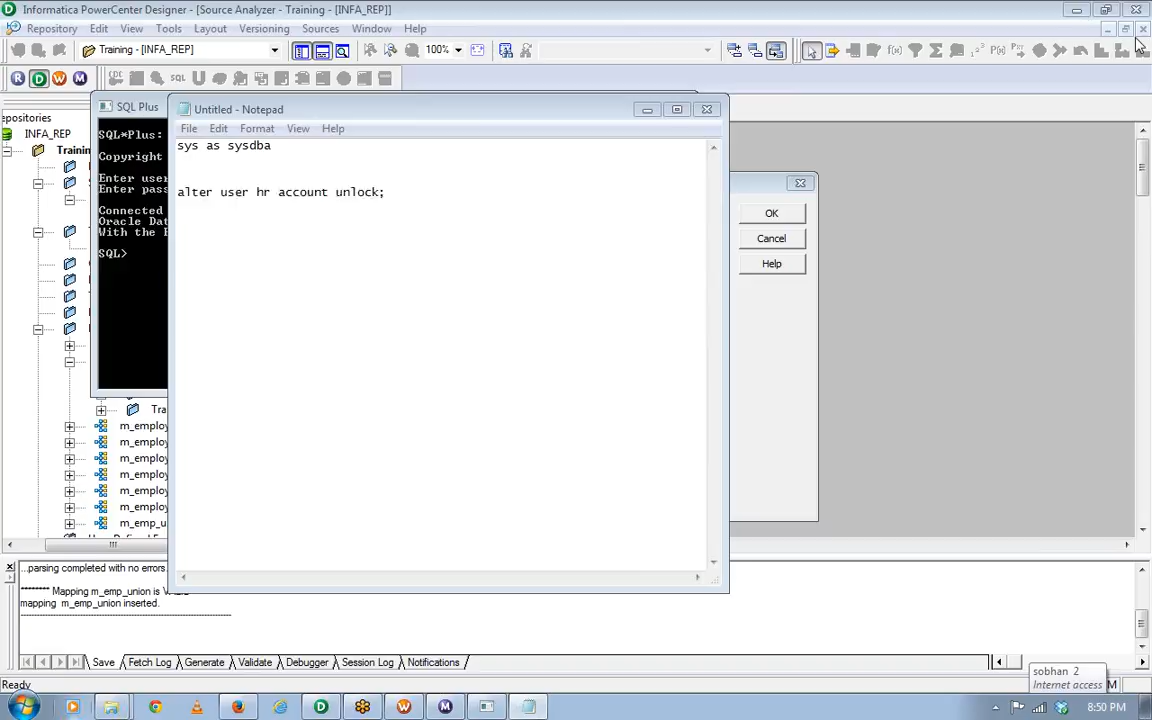 Informatica PowerCenter Designer - [Source Analyzer - Training - [INFA_REP]]
Repository Edit View Tools Layout Versioning Sources Window Help
Training - [INFA_REP]
100%
SQL
epositories
INFA_REP
Training
SQL Plus
SQL*Plus:
Copyright
Enter user
Enter pass
Connected
Oracle Dat
With the
SQL>
Untitled - Notepad
File Edit Format View Help
sys as sysdba
alter user hr account unlock;
OK
Cancel
Help
Tra
m_employ
m_employ
m_employ
m_employ
m_employ
m_employ
m_emp_u
...parsing completed with no errors.
******** Mapping m_emp_union is
mapping m_emp_union inserted.
Save Fetch Log Generate Validate Debugger Session Log Notifications
Ready
sobhan 2
Internet access
8:50 PM